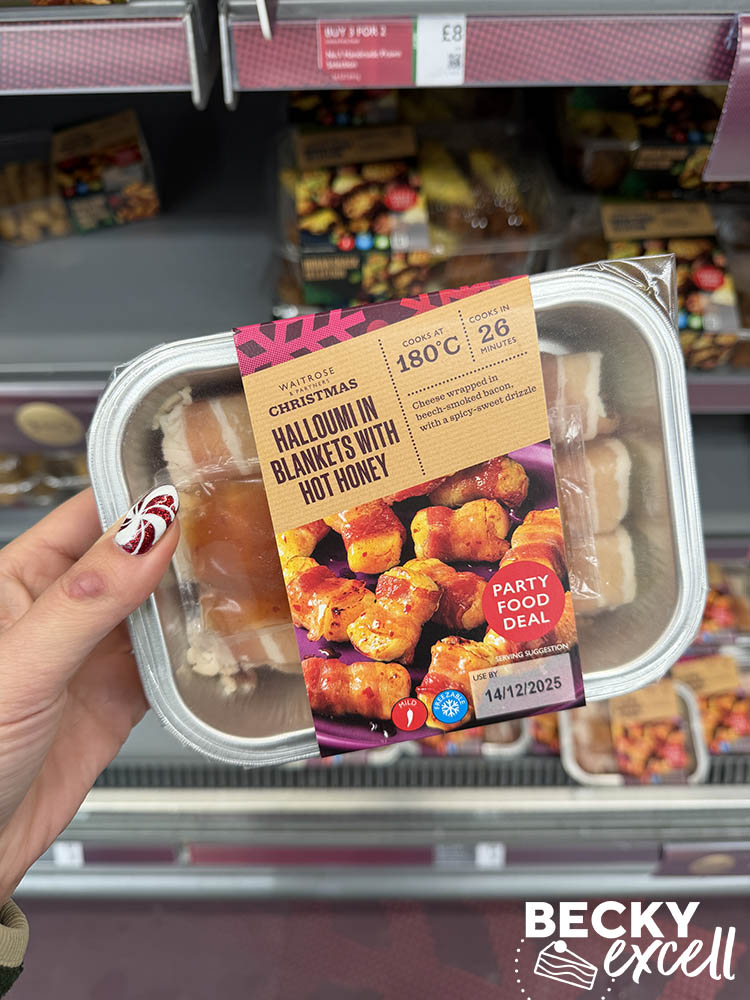 BUY 3 FOR 2
£8
WAITROSE
& PARTNERS
CHRISTMAS
HALLOUMI IN
BLANKETS WITH
HOT HONEY
COOKS AT
180°C
COOKS IN
26
MINUTES
Cheese wrapped in
beech-smoked bacon,
with a spicy-sweet drizzle
PARTY
FOOD
DEAL
SERVING SUGGESTION
MILD
FREEZABLE
USE BY
14/12/2025
BECKY
excell